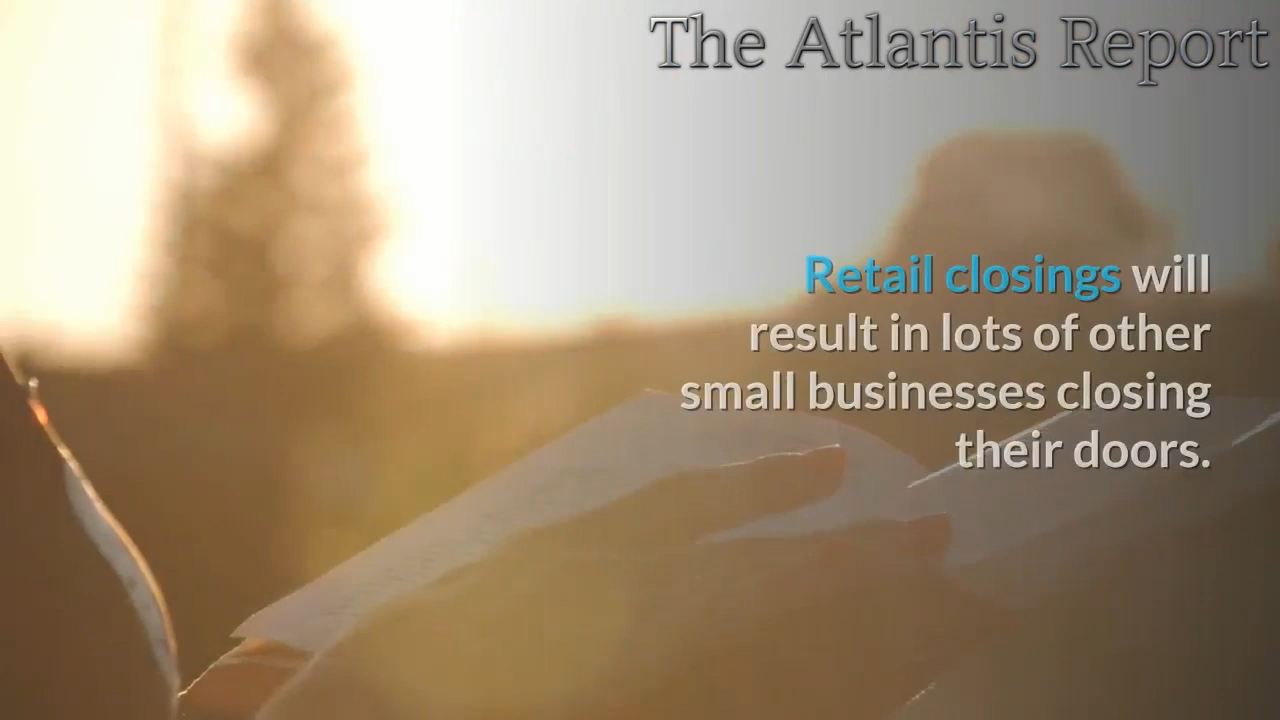 The Atlantis Report
Retail closings will
result in lots of other
small businesses closing
their doors.